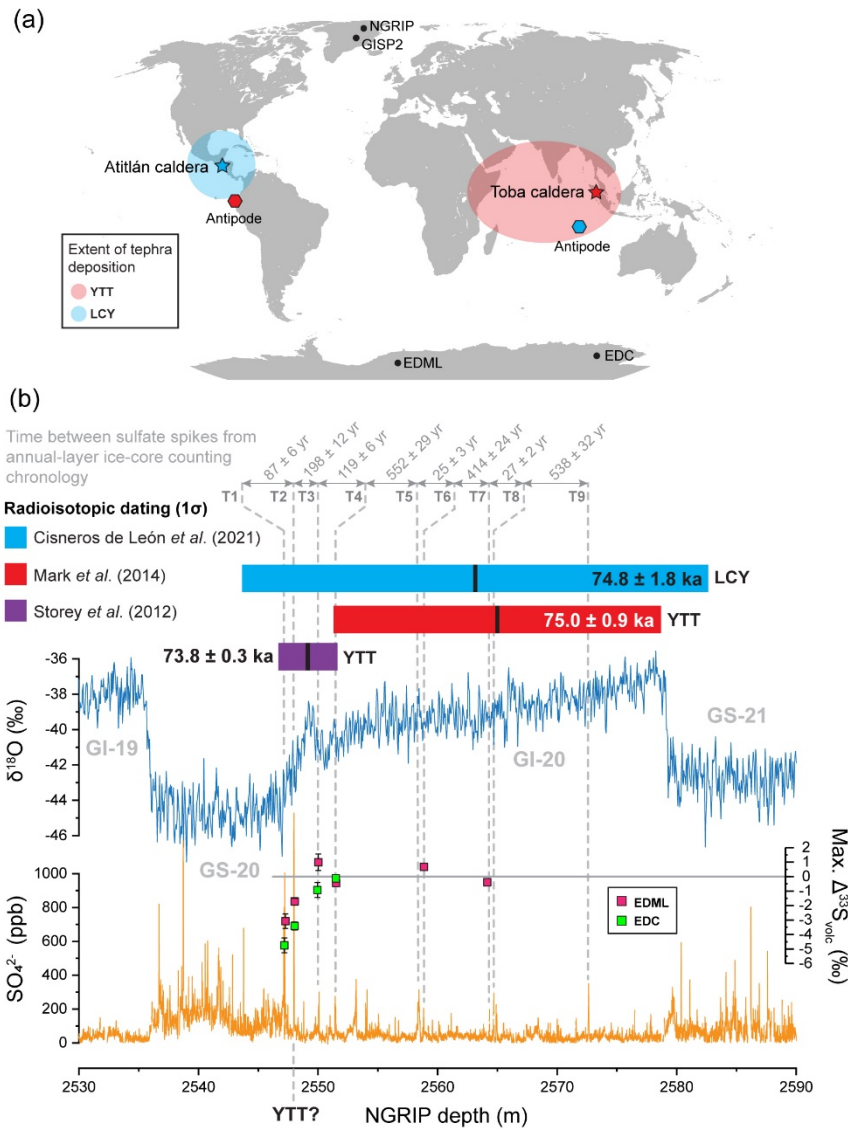 (a)
NGRIP
GISP2
Atitlán caldera
Toba caldera
Antipode
Antipode
Extent of tephra
deposition
YTT
LCY
EDML
EDC
(b)
Time between sulfate spikes from
annual-layer ice-core counting
chronology
87 ± 6 yr
198 ± 12 yr
119 ± 6 yr
552 ± 29 yr
25 ± 3 yr
414 ± 24 yr
27 ± 2 yr
538 ± 32 yr
T1 T2 T3 T4 T5 T6 T7 T8 T9
Radioisotopic dating (1σ)
Cisneros de León et al. (2021)
Mark et al. (2014)
Storey et al. (2012)
74.8 ± 1.8 ka LCY
75.0 ± 0.9 ka YTT
73.8 ± 0.3 ka YTT
-36
-38
-40
-42
-44
-46
δ18O (‰)
GI-19
GS-20
GI-20
GS-21
1000
800
600
400
200
0
SO₄²⁻ (ppb)
2
1
0
-1
-2
-3
-4
-5
-6
Max. Δ³³Svolc (‰)
EDML
EDC
2530 2540 2550 2560 2570 2580 2590
YTT?
NGRIP depth (m)